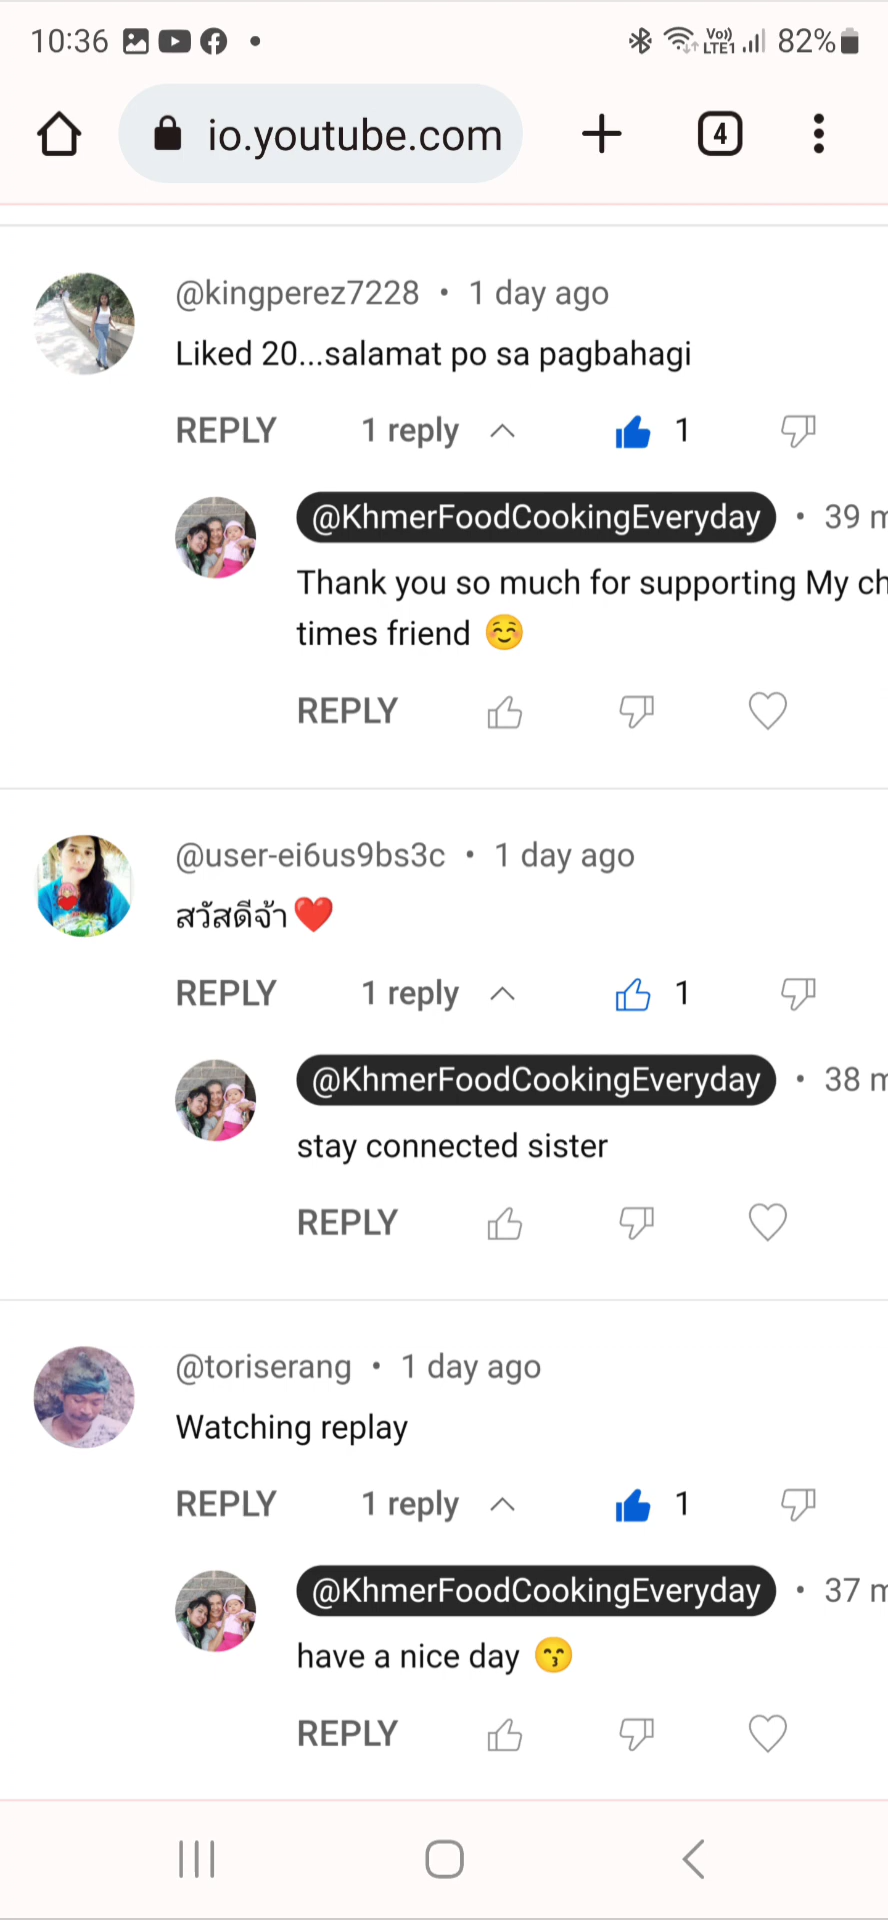 10:36
Vo)) LTE1 82%
io.youtube.com
4
@kingperez7228 • 1 day ago
Liked 20...salamat po sa pagbahagi
REPLY 1 reply 1
@KhmerFoodCookingEveryday • 39 m
Thank you so much for supporting My ch
times friend ☺️
REPLY
@user-ei6us9bs3c • 1 day ago
สวัสดีจ้า❤️
REPLY 1 reply 1
@KhmerFoodCookingEveryday • 38 m
stay connected sister
REPLY
@toriserang • 1 day ago
Watching replay
REPLY 1 reply 1
@KhmerFoodCookingEveryday • 37 m
have a nice day 😙
REPLY